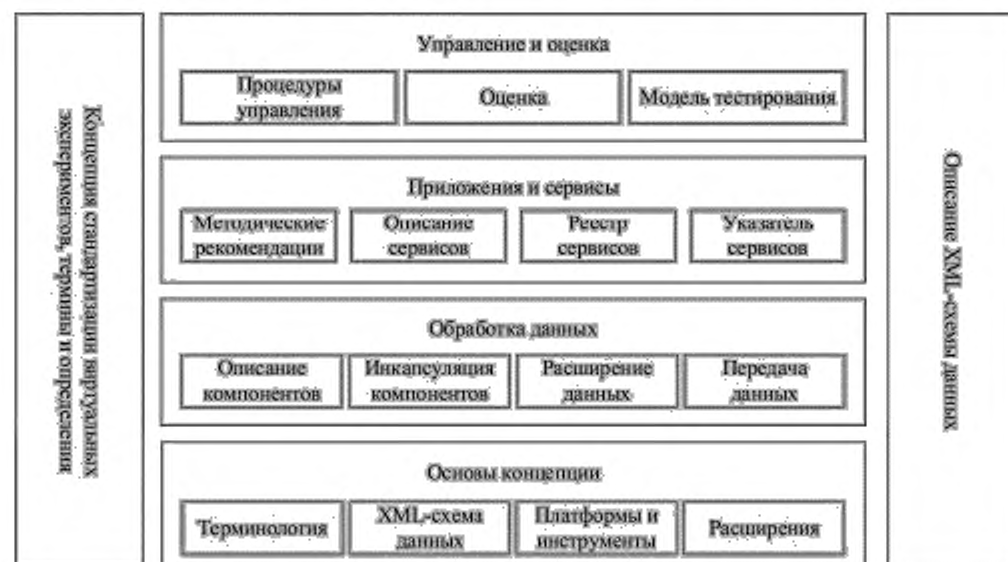 Концепция стандартизации виртуальных
экспериментов, термины и определения
Управление и оценка
Процедуры
управления
Оценка
Модель тестирования
Приложения и сервисы
Методические
рекомендации
Описание
сервисов
Реестр
сервисов
Указатель
сервисов
Обработка данных
Описание
компонентов
Инкапсуляция
компонентов
Расширение
данных
Передача
данных
Основы концепции
Терминология
XML-схема
данных
Платформы и
инструменты
Расширения
Описание XML-схемы данных